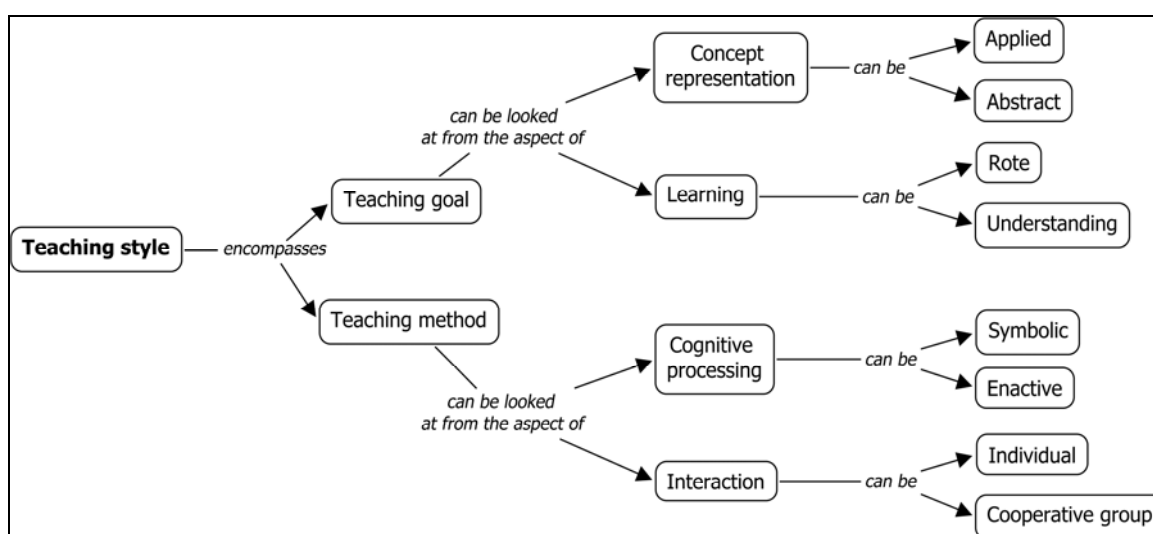 Teaching style
encompasses
Teaching goal
can be looked
at from the aspect of
Concept
representation
can be
Applied
Abstract
Learning
can be
Rote
Understanding
Teaching method
can be looked
at from the aspect of
Cognitive
processing
can be
Symbolic
Enactive
Interaction
can be
Individual
Cooperative group